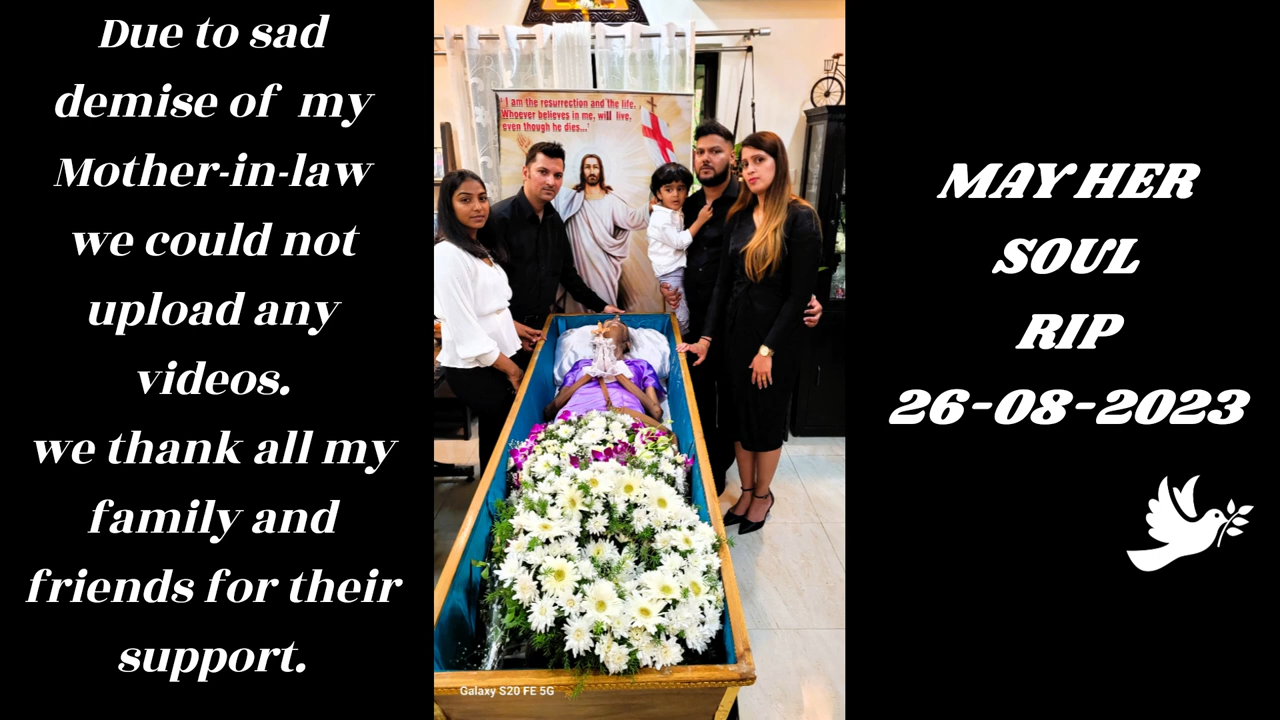 Due to sad
demise of my
Mother-in-law
we could not
upload any
videos.
we thank all my
family and
friends for their
support.
" I am the resurrection and the life.
Whoever believes in me, will live,
even though he dies..."
Galaxy S20 FE 5G
MAY HER
SOUL
RIP
26-08-2023